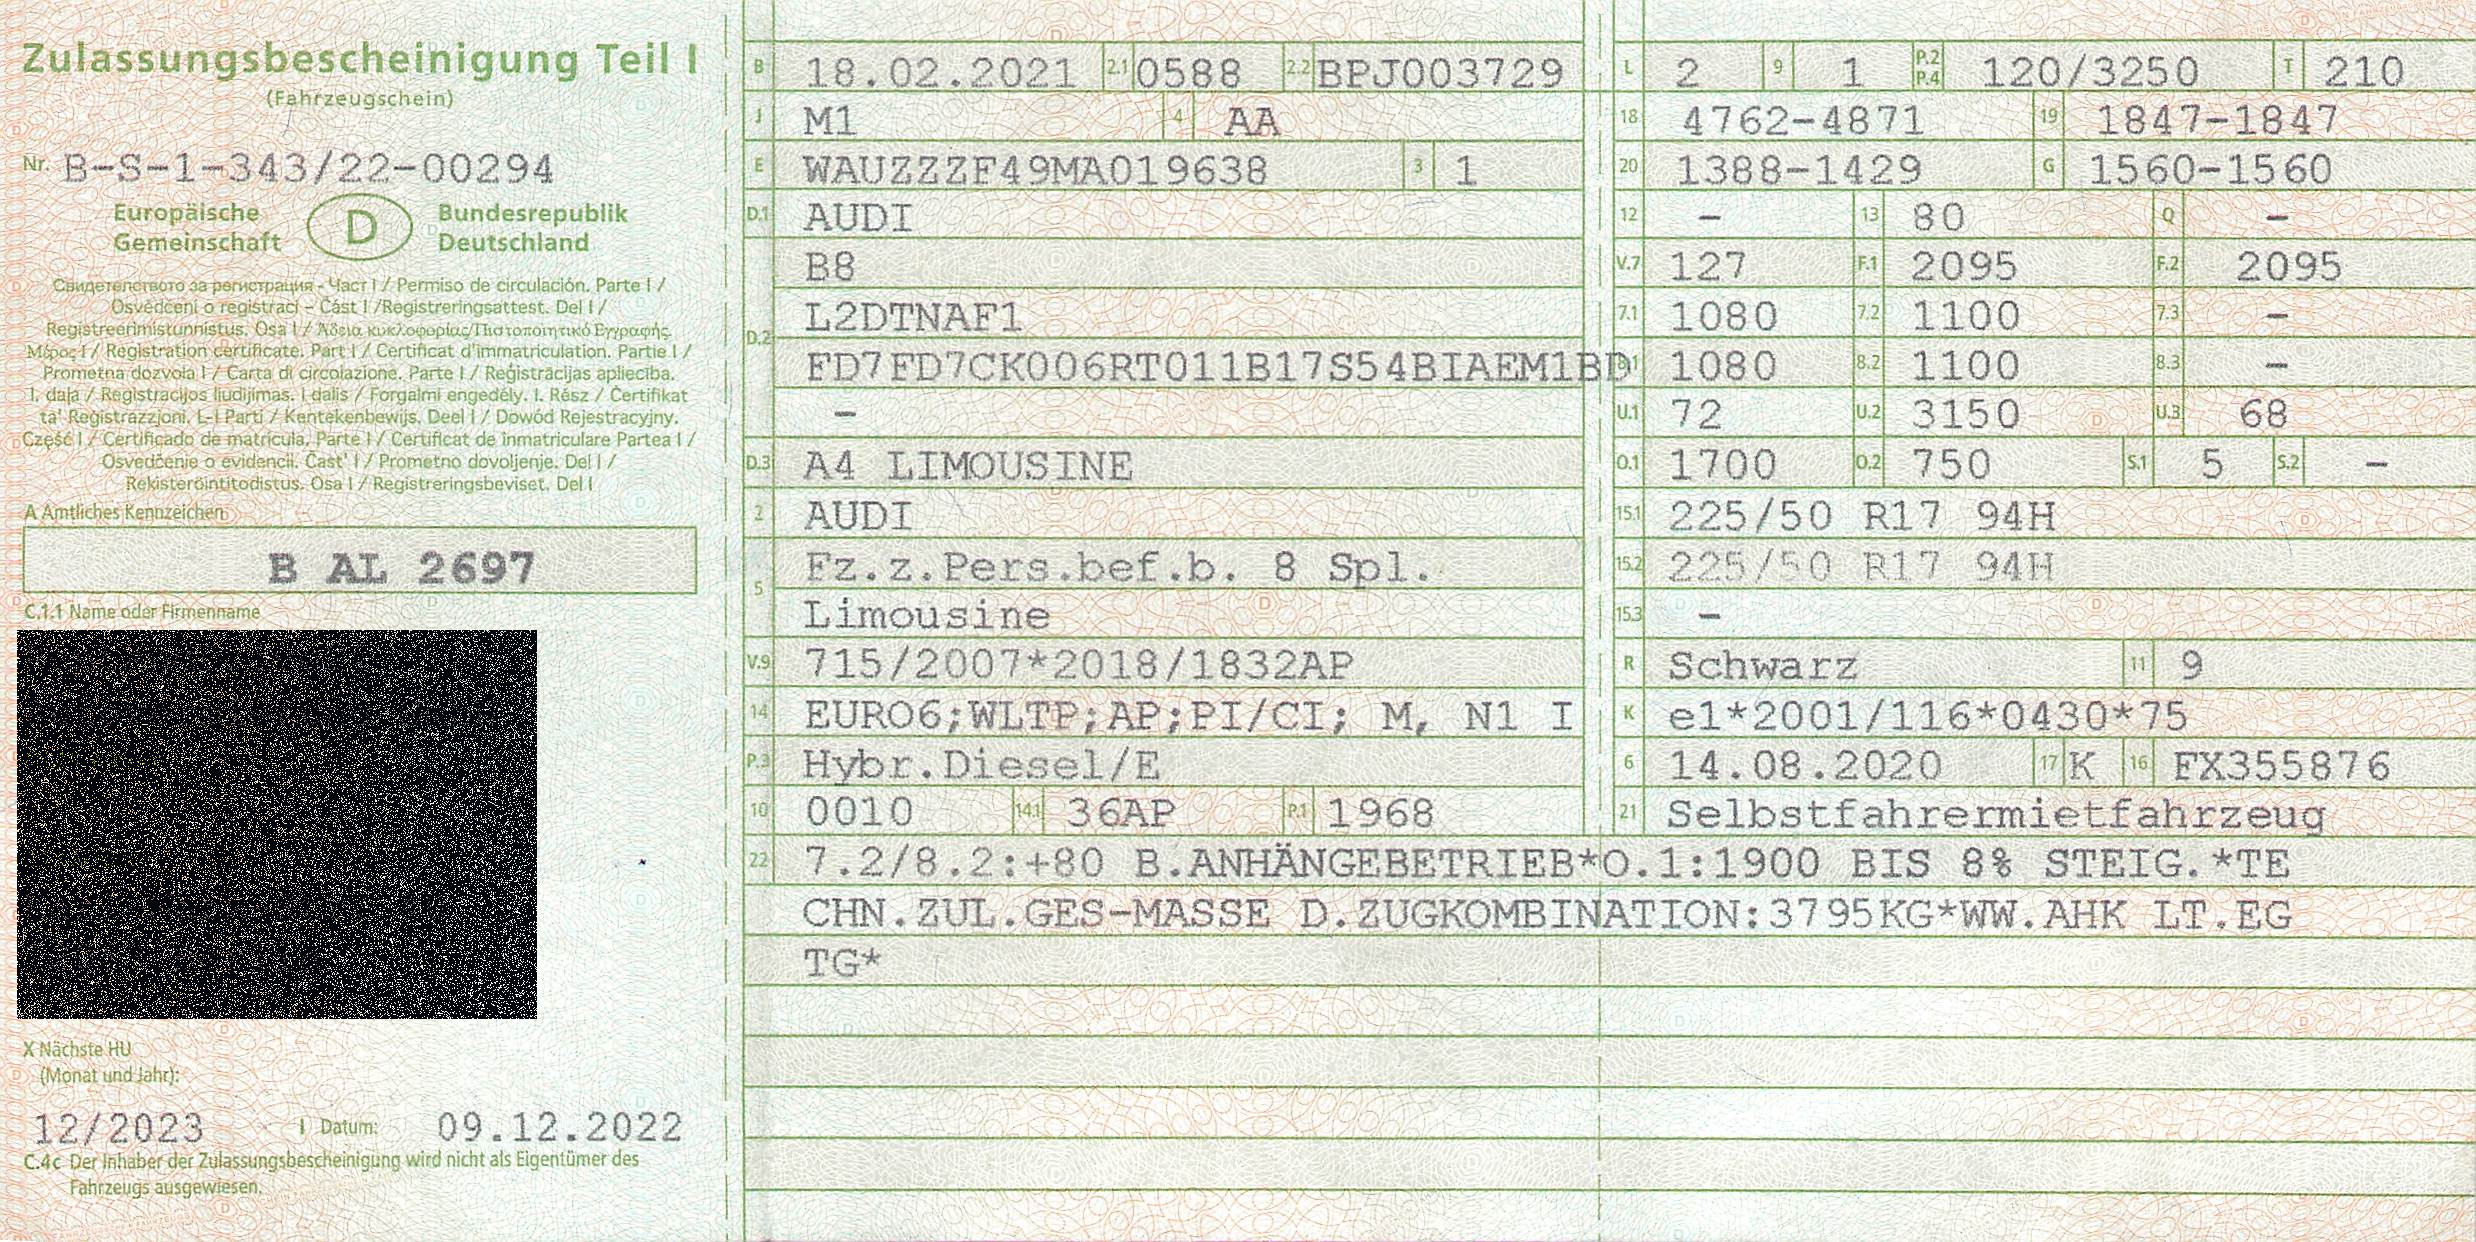 Zulassungsbescheinigung Teil I
(Fahrzeugschein)
Nr. B-S-1-343/22-00294
Europäische Gemeinschaft
D
Bundesrepublik Deutschland
Свидетелство за регистрация - Част I / Permiso de circulación. Parte I /
Osvědčení o registraci – Část I /Registreringsattest. Del I /
Registreerimistunnistus. Osa I / Άδεια κυκλοφορίας/Πιστοποιητικό Εγγραφής.
Μέρος I / Registration certificate. Part I / Certificat d'immatriculation. Partie I /
Prometna dozvola I / Carta di circolazione. Parte I / Reģistrācijas apliecība.
I. daļa / Registracijos liudijimas. I dalis / Forgalmi engedély. I. Rész / Ċertifikat
ta' Reġistrazzjoni. L-I Parti / Kentekenbewijs. Deel I / Dowód Rejestracyjny.
Część I / Certificado de matrícula. Parte I / Certificat de înmatriculare Partea I /
Osvedčenie o evidencii. Časť I / Prometno dovoljenje. Del I /
Rekisteröintitodistus. Osa I / Registreringsbeviset. Del I
A Amtliches Kennzeichen
B AL 2697
C.1.1 Name oder Firmenname
X Nächste HU
(Monat und Jahr):
12/2023 I Datum: 09.12.2022
C.4c Der Inhaber der Zulassungsbescheinigung wird nicht als Eigentümer des
Fahrzeugs ausgewiesen.
B 18.02.2021 2.1 0588 2.2 BPJ003729
J M1 4 AA
E WAUZZZF49MA019638 3 1
D.1 AUDI
B8
D.2 L2DTNAF1
FD7FD7CK006RT011B17S54BIAEM1BD
-
D.3 A4 LIMOUSINE
2 AUDI
5 Fz.z.Pers.bef.b. 8 Spl.
Limousine
V.9 715/2007*2018/1832AP
14 EURO6;WLTP;AP;PI/CI; M, N1 I
P.3 Hybr.Diesel/E
10 0010 14.1 36AP P.1 1968
L 2 9 1 P.2 P.4 120/3250 T 210
18 4762-4871 19 1847-1847
20 1388-1429 G 1560-1560
12 - 13 80 Q -
V.7 127 F.1 2095 F.2 2095
7.1 1080 7.2 1100 7.3 -
1080 8.2 1100 8.3 -
U.1 72 U.2 3150 U.3 68
O.1 1700 O.2 750 S.1 5 S.2 -
15.1 225/50 R17 94H
15.2 225/50 R17 94H
15.3 -
R Schwarz 11 9
K e1*2001/116*0430*75
6 14.08.2020 17 K 16 FX355876
21 Selbstfahrermietfahrzeug
22 7.2/8.2:+80 B.ANHÄNGEBETRIEB*O.1:1900 BIS 8% STEIG.*TE
CHN.ZUL.GES-MASSE D.ZUGKOMBINATION:3795KG*WW.AHK LT.EG
TG*